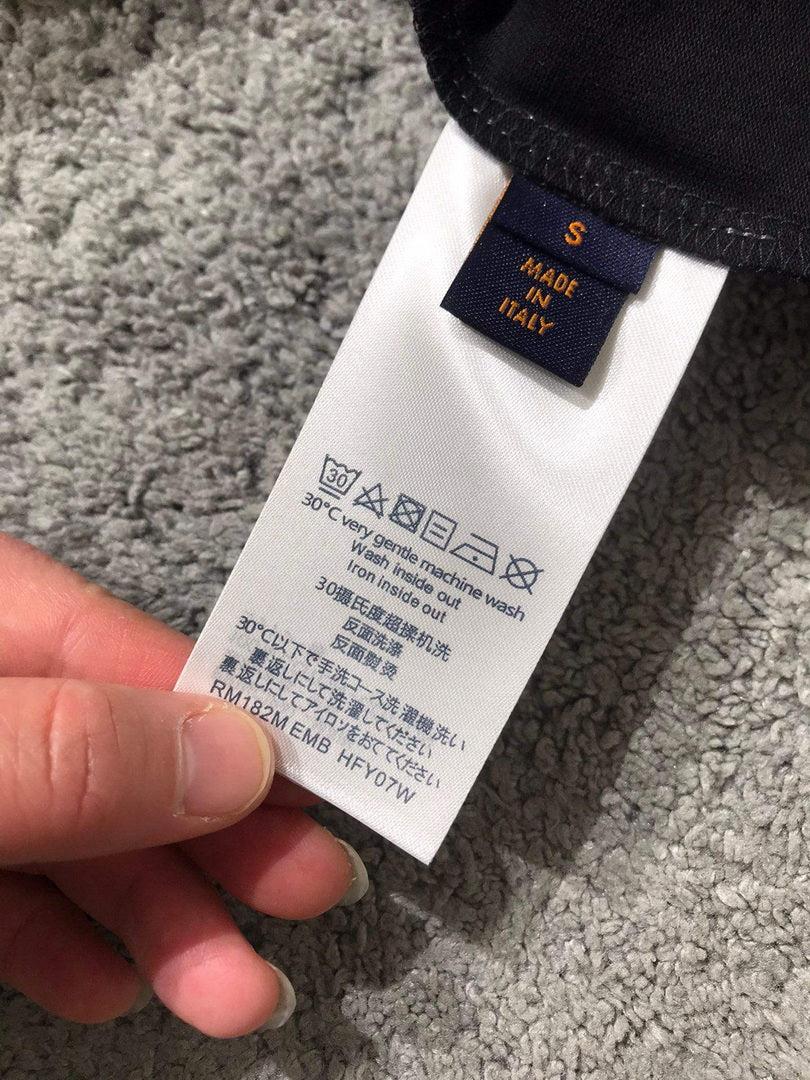 S
MADE
IN
ITALY
30
30°C very gentle machine wash
Wash inside out
Iron inside out
30摄氏度超揉机洗
反面洗涤
反面熨烫
30°C以下で手洗コース洗濯機洗い
裏返しにして洗濯してください
裏返しにしてアイロンをおてください
RM182M EMB HFY07W